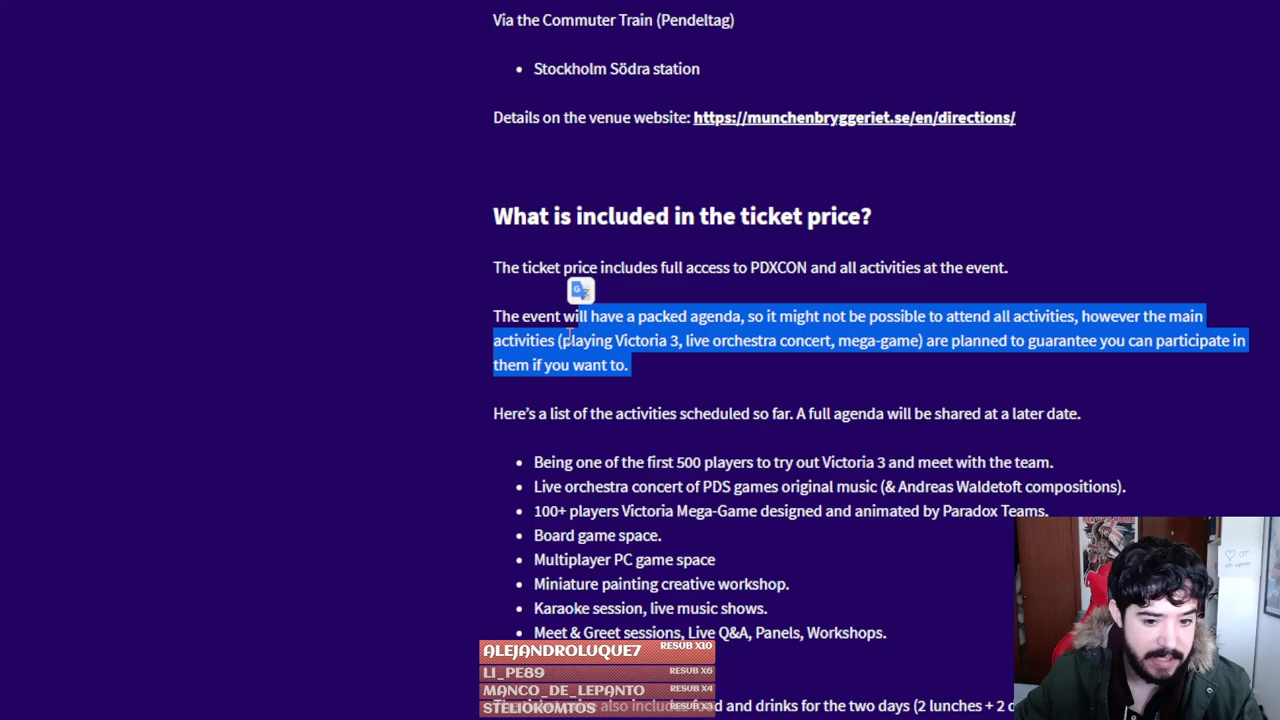 Via the Commuter Train (Pendeltag)
Stockholm Södra station
Details on the venue website: https://munchenbryggeriet.se/en/directions/
What is included in the ticket price?
The ticket price includes full access to PDXCON and all activities at the event.
The event will have a packed agenda, so it might not be possible to attend all activities, however the main
activities (playing Victoria 3, live orchestra concert, mega-game) are planned to guarantee you can participate in
them if you want to.
Here's a list of the activities scheduled so far. A full agenda will be shared at a later date.
Being one of the first 500 players to try out Victoria 3 and meet with the team.
Live orchestra concert of PDS games original music (& Andreas Waldetoft compositions).
100+ players Victoria Mega-Game designed and animated by Paradox Teams.
Board game space.
Multiplayer PC game space
Miniature painting creative workshop.
Karaoke session, live music shows.
Meet & Greet sessions, Live Q&A, Panels, Workshops.
ALEJANDROLUQUE7 RESUB X10
LI_PE89 RESUB X6
MANCO_DE_LEPANTO RESUB X4
STELIOKOMTOS RESUB X3
also and drinks for the two days (2 lunches + 2